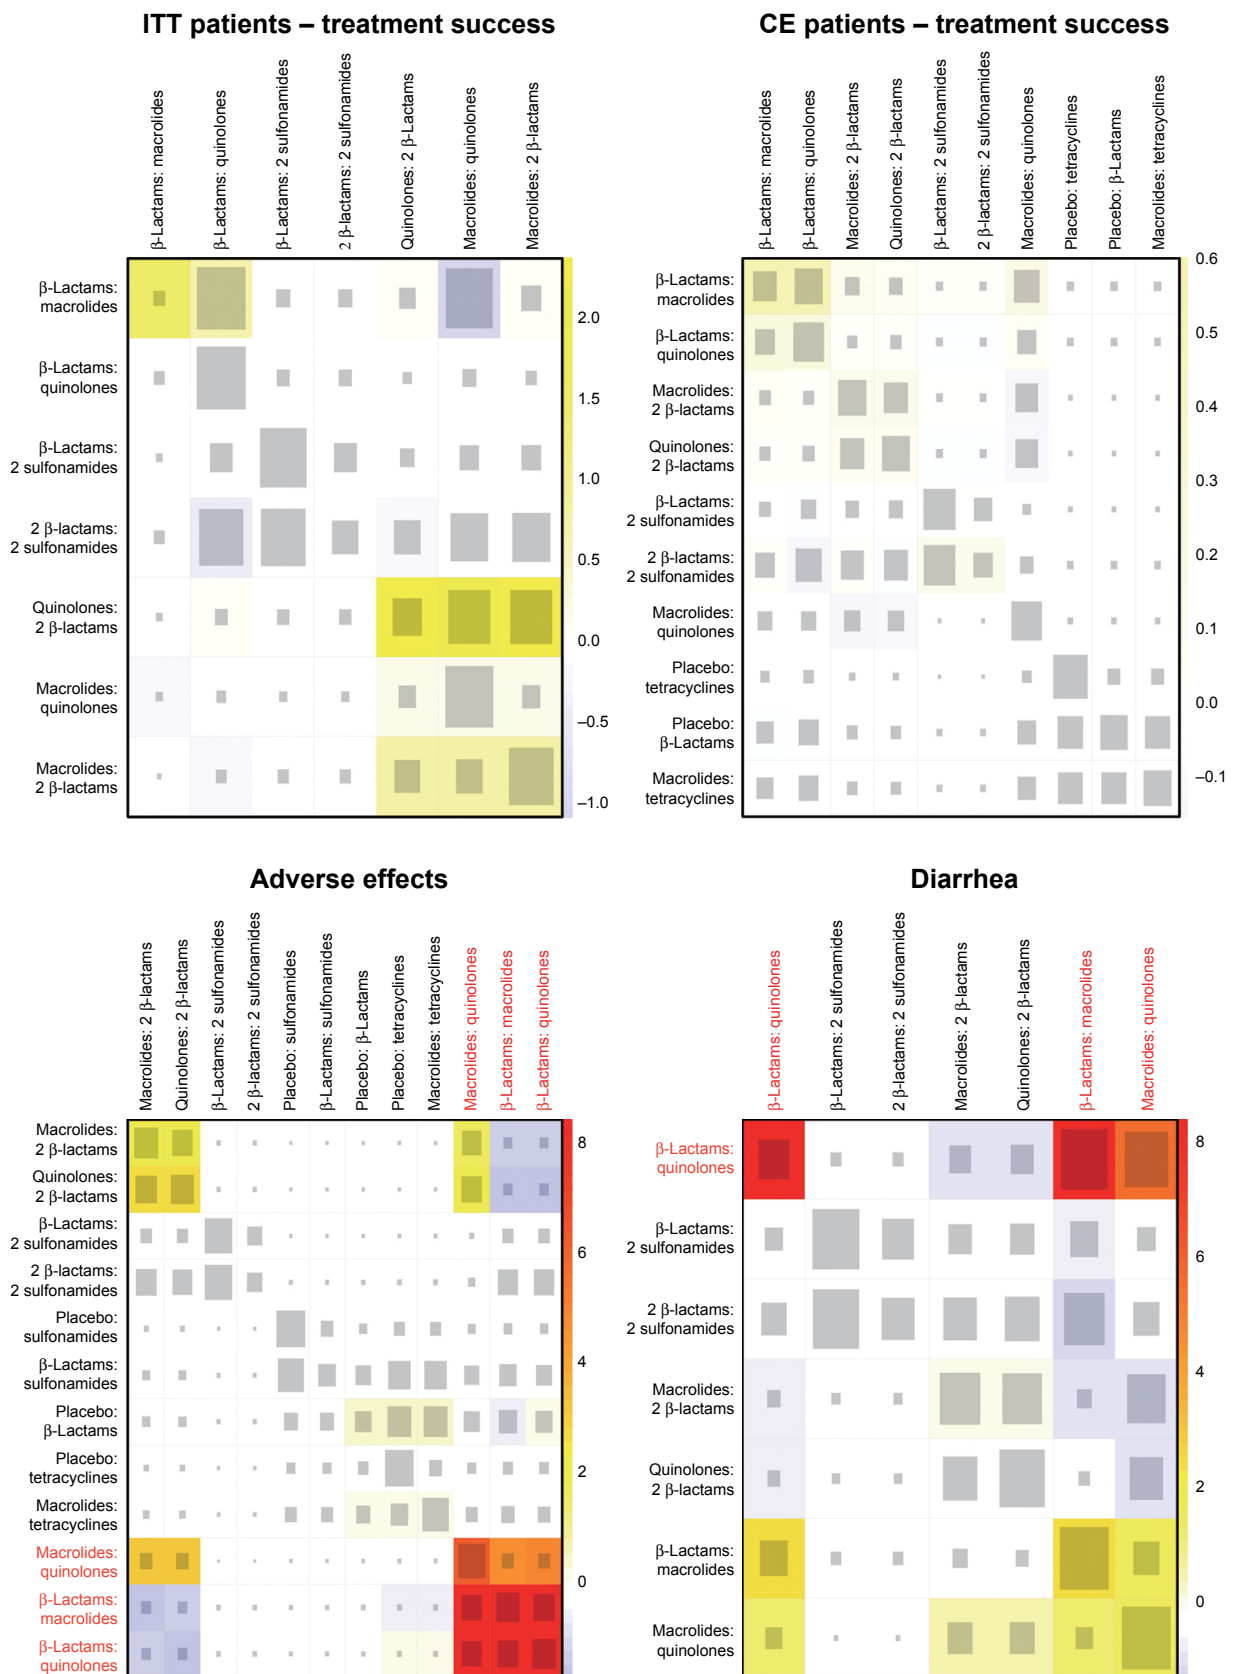 ITT patients – treatment success
CE patients – treatment success
β-Lactams: macrolides
β-Lactams: quinolones
β-Lactams: 2 sulfonamides
2 β-lactams: 2 sulfonamides
Quinolones: 2 β-Lactams
Macrolides: quinolones
Macrolides: 2 β-lactams
β-Lactams:
macrolides
β-Lactams:
quinolones
β-Lactams:
2 sulfonamides
2 β-lactams:
2 sulfonamides
Quinolones:
2 β-lactams
Macrolides:
quinolones
Macrolides:
2 β-lactams
2.0
1.5
1.0
0.5
0.0
–0.5
–1.0
β-Lactams: macrolides
β-Lactams: quinolones
Macrolides: 2 β-lactams
Quinolones: 2 β-lactams
β-Lactams: 2 sulfonamides
2 β-lactams: 2 sulfonamides
Macrolides: quinolones
Placebo: tetracyclines
Placebo: β-Lactams
Macrolides: tetracyclines
β-Lactams:
macrolides
β-Lactams:
quinolones
Macrolides:
2 β-lactams
Quinolones:
2 β-lactams
β-Lactams:
2 sulfonamides
2 β-lactams:
2 sulfonamides
Macrolides:
quinolones
Placebo:
tetracyclines
Placebo:
β-Lactams
Macrolides:
tetracyclines
0.6
0.5
0.4
0.3
0.2
0.1
0.0
–0.1
Adverse effects
Diarrhea
Macrolides: 2 β-lactams
Quinolones: 2 β-lactams
β-Lactams: 2 sulfonamides
2 β-lactams: 2 sulfonamides
Placebo: sulfonamides
β-Lactams: sulfonamides
Placebo: β-Lactams
Placebo: tetracyclines
Macrolides: tetracyclines
Macrolides: quinolones
β-Lactams: macrolides
β-Lactams: quinolones
Macrolides:
2 β-lactams
Quinolones:
2 β-lactams
β-Lactams:
2 sulfonamides
2 β-lactams:
2 sulfonamides
Placebo:
sulfonamides
β-Lactams:
sulfonamides
Placebo:
β-Lactams
Placebo:
tetracyclines
Macrolides:
tetracyclines
Macrolides:
quinolones
β-Lactams:
macrolides
β-Lactams:
quinolones
8
6
4
2
0
β-Lactams: quinolones
β-Lactams: 2 sulfonamides
2 β-lactams: 2 sulfonamides
Macrolides: 2 β-lactams
Quinolones: 2 β-lactams
β-Lactams: macrolides
Macrolides: quinolones
β-Lactams:
quinolones
β-Lactams:
2 sulfonamides
2 β-lactams:
2 sulfonamides
Macrolides:
2 β-lactams
Quinolones:
2 β-lactams
β-Lactams:
macrolides
Macrolides:
quinolones
8
6
4
2
0